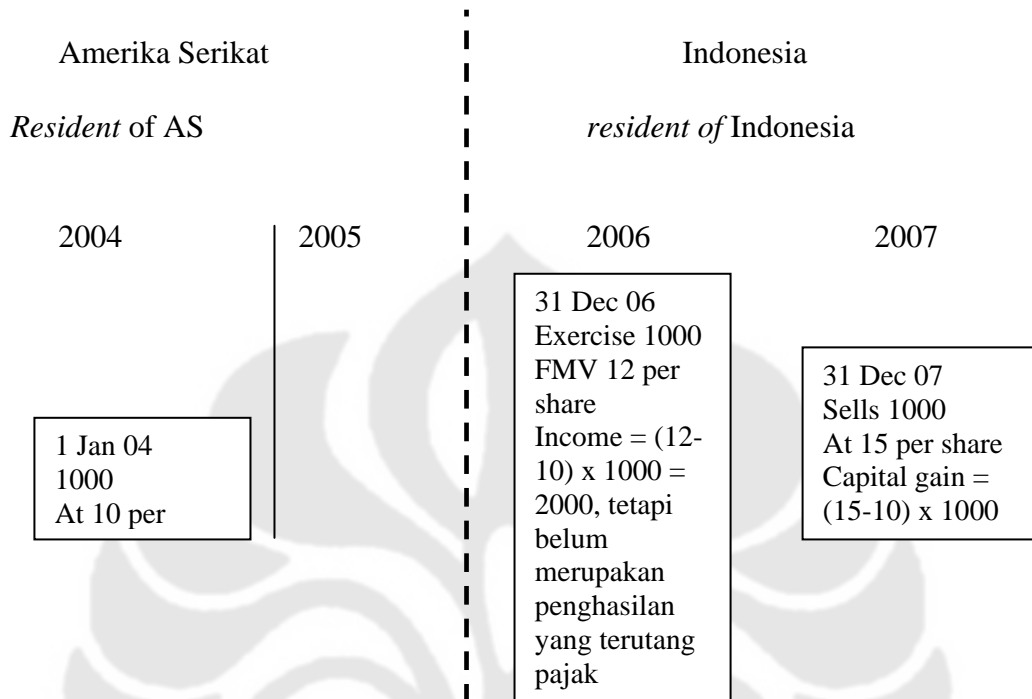 Amerika Serikat
Indonesia
Resident of AS
resident of Indonesia
2004
2005
2006
2007
1 Jan 04
1000
At 10 per
31 Dec 06
Exercise 1000
FMV 12 per
share
Income = (12-
10) x 1000 =
2000, tetapi
belum
merupakan
penghasilan
yang terutang
pajak
31 Dec 07
Sells 1000
At 15 per share
Capital gain =
(15-10) x 1000